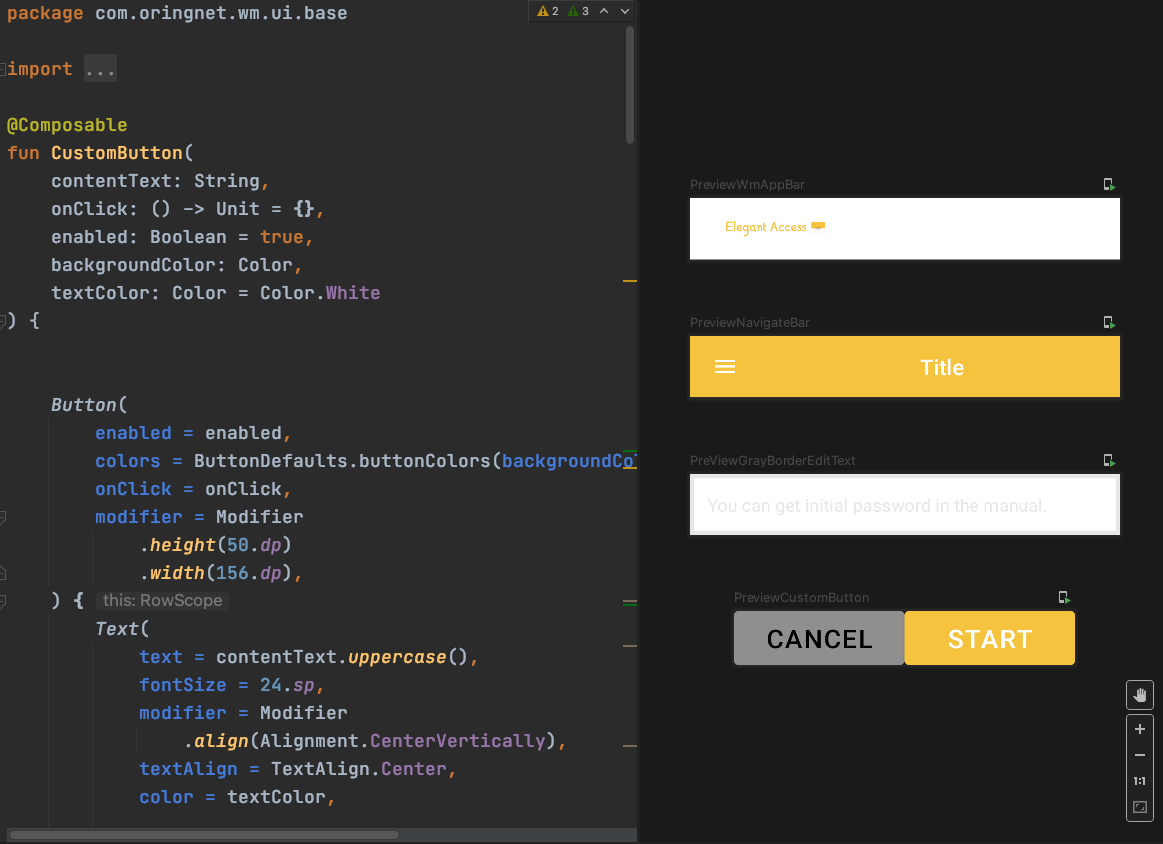 package com.oringnet.wm.ui.base
2 3
import ...
@Composable
fun CustomButton(
contentText: String,
onClick: () -> Unit = {},
enabled: Boolean = true,
backgroundColor: Color,
textColor: Color = Color.White
) {
Button(
enabled = enabled,
colors = ButtonDefaults.buttonColors(backgroundCol
onClick = onClick,
modifier = Modifier
.height(50.dp)
.width(156.dp),
) { this: RowScope
Text(
text = contentText.uppercase(),
fontSize = 24.sp,
modifier = Modifier
.align(Alignment.CenterVertically),
textAlign = TextAlign.Center,
color = textColor,
PreviewWmAppBar
Elegant Access
PreviewNavigateBar
Title
PreViewGrayBorderEditText
You can get initial password in the manual.
PreviewCustomButton
CANCEL START
1:1